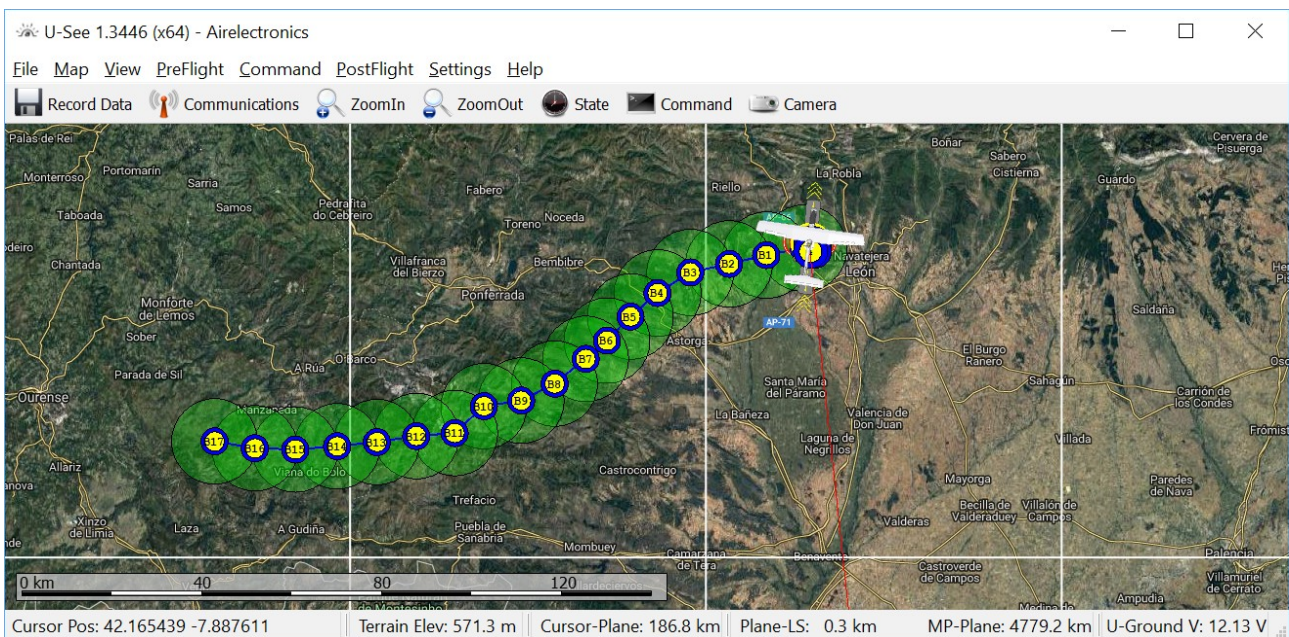 U-See 1.3446 (x64) - Airelectronics
File Map View PreFlight Command PostFlight Settings Help
Record Data Communications ZoomIn ZoomOut State Command Camera
Palas de Rei
Cervera de
Pisuerga
Boñar
Sabero
Cistierna
Portomarín
Monterroso
Sarria
Fabero
Riello
La Robla
Guardo
Taboada
Samos
Pedrafita
do Cebreiro
Toreno
Noceda
Chantada
Villafranca
del Bierzo
Bembibre
B3
B2
B1
Navatejera
León
Monforte
de Lemos
Ponferrada
B4
B5
AP-71
Saldaña
Sober
B6
Astorga
A Rúa
O Barco
B7
El Burgo
Ranero
Parada de Sil
B8
Santa María
del Páramo
Sahagún
Carrión de
los Condes
Ourense
Manzaneda
B10
B9
La Bañeza
Valencia de
Don Juan
Frómist
B17
B16
B15
B14
B13
B12
B11
Laguna de
Negrillos
Villada
Allariz
Viana do Bolo
Castrocontrigo
Mayorga
Paredes
de Nava
Trefacio
Becilla de
Valderaduey
Villalón de
Campos
Xinzo
de Limia
Laza
A Gudiña
Puebla de
Sanabria
Valderas
Mombuey
Camarzana
de Tera
Benavente
Palencia
Castroverde
de Campos
Villamuriel
de Cerrato
0 km 40 80 120
de Montesinho
Medina de
Ampudia
Cursor Pos: 42.165439 -7.887611 Terrain Elev: 571.3 m Cursor-Plane: 186.8 km Plane-LS: 0.3 km MP-Plane: 4779.2 km U-Ground V: 12.13 V